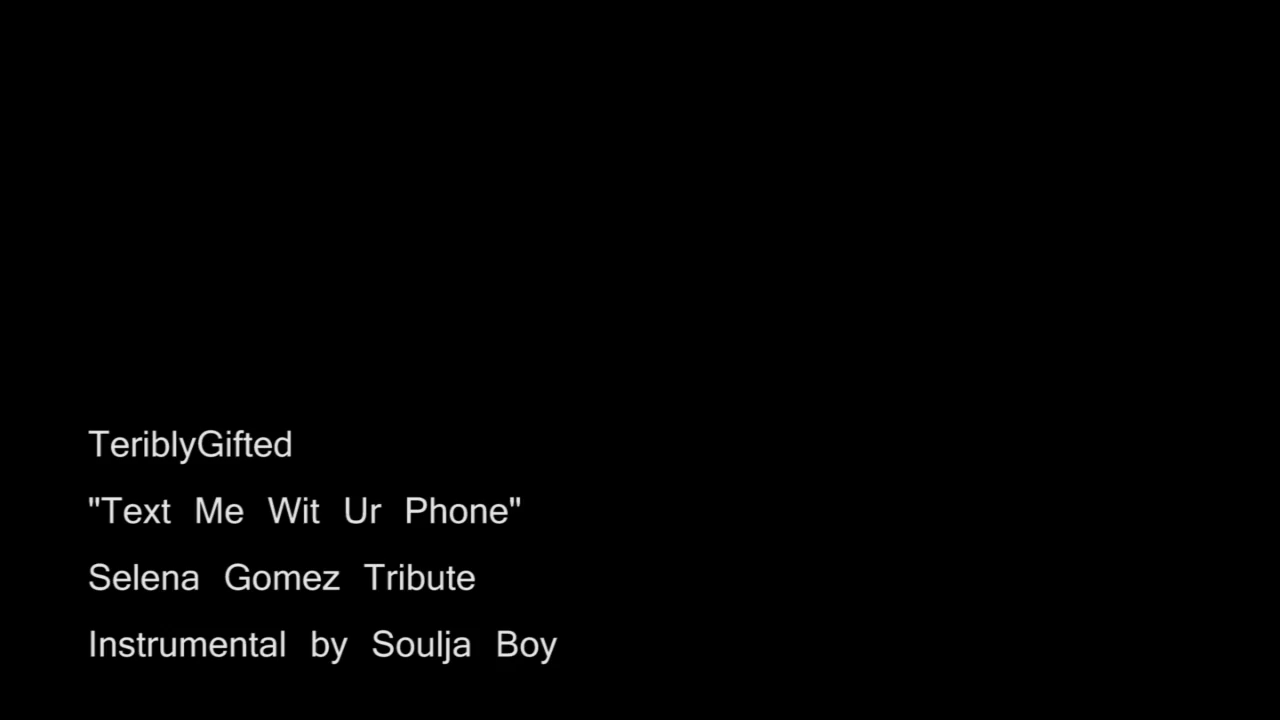 TeriblyGifted
"Text Me Wit Ur Phone"
Selena Gomez Tribute
Instrumental by Soulja Boy